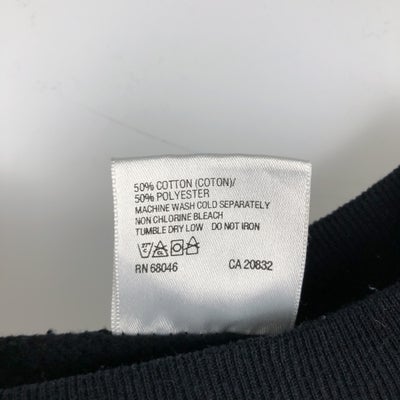 50% COTTON (COTON)/
50% POLYESTER
MACHINE WASH COLD SEPARATELY
NON CHLORINE BLEACH
TUMBLE DRY LOW DO NOT IRON
RN 68046 CA 20832